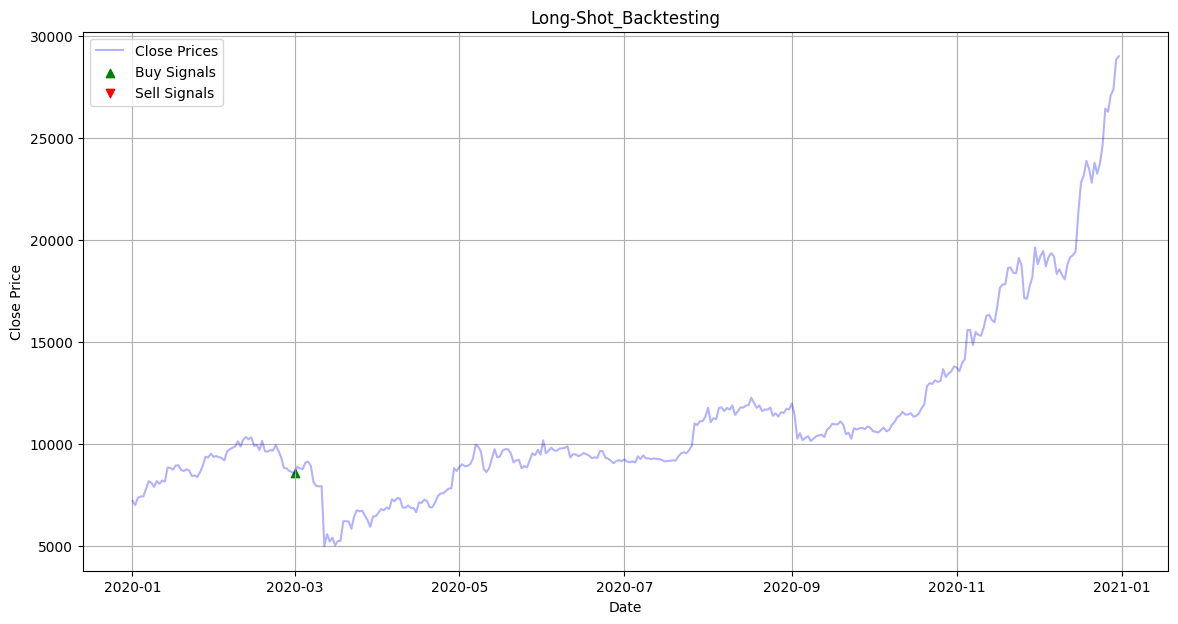 Long-Shot_Backtesting
Close Prices
Buy Signals
Sell Signals
Close Price
30000
25000
20000
15000
10000
5000
2020-01
2020-03
2020-05
2020-07
2020-09
2020-11
2021-01
Date